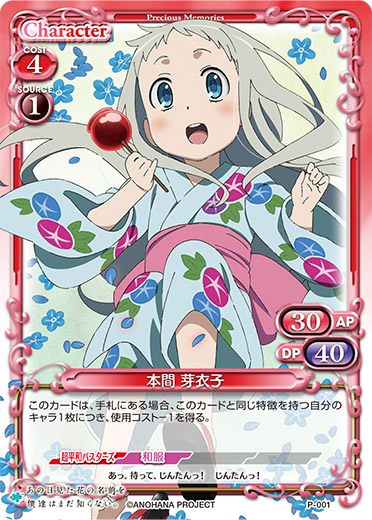 Precious Memories
Character
COST
4
SOURCE
1
30 AP
DP 40
本間 芽衣子
このカードは、手札にある場合、このカードと同じ特徴を持つ自分の
キャラ1枚につき、使用コスト-1を得る。
超平和バスターズ 和服
あっ。待って、じんたんっ! じんたんっ!
あの日見た花の名前を
僕達はまだ知らない。
©ANOHANA PROJECT
P-001